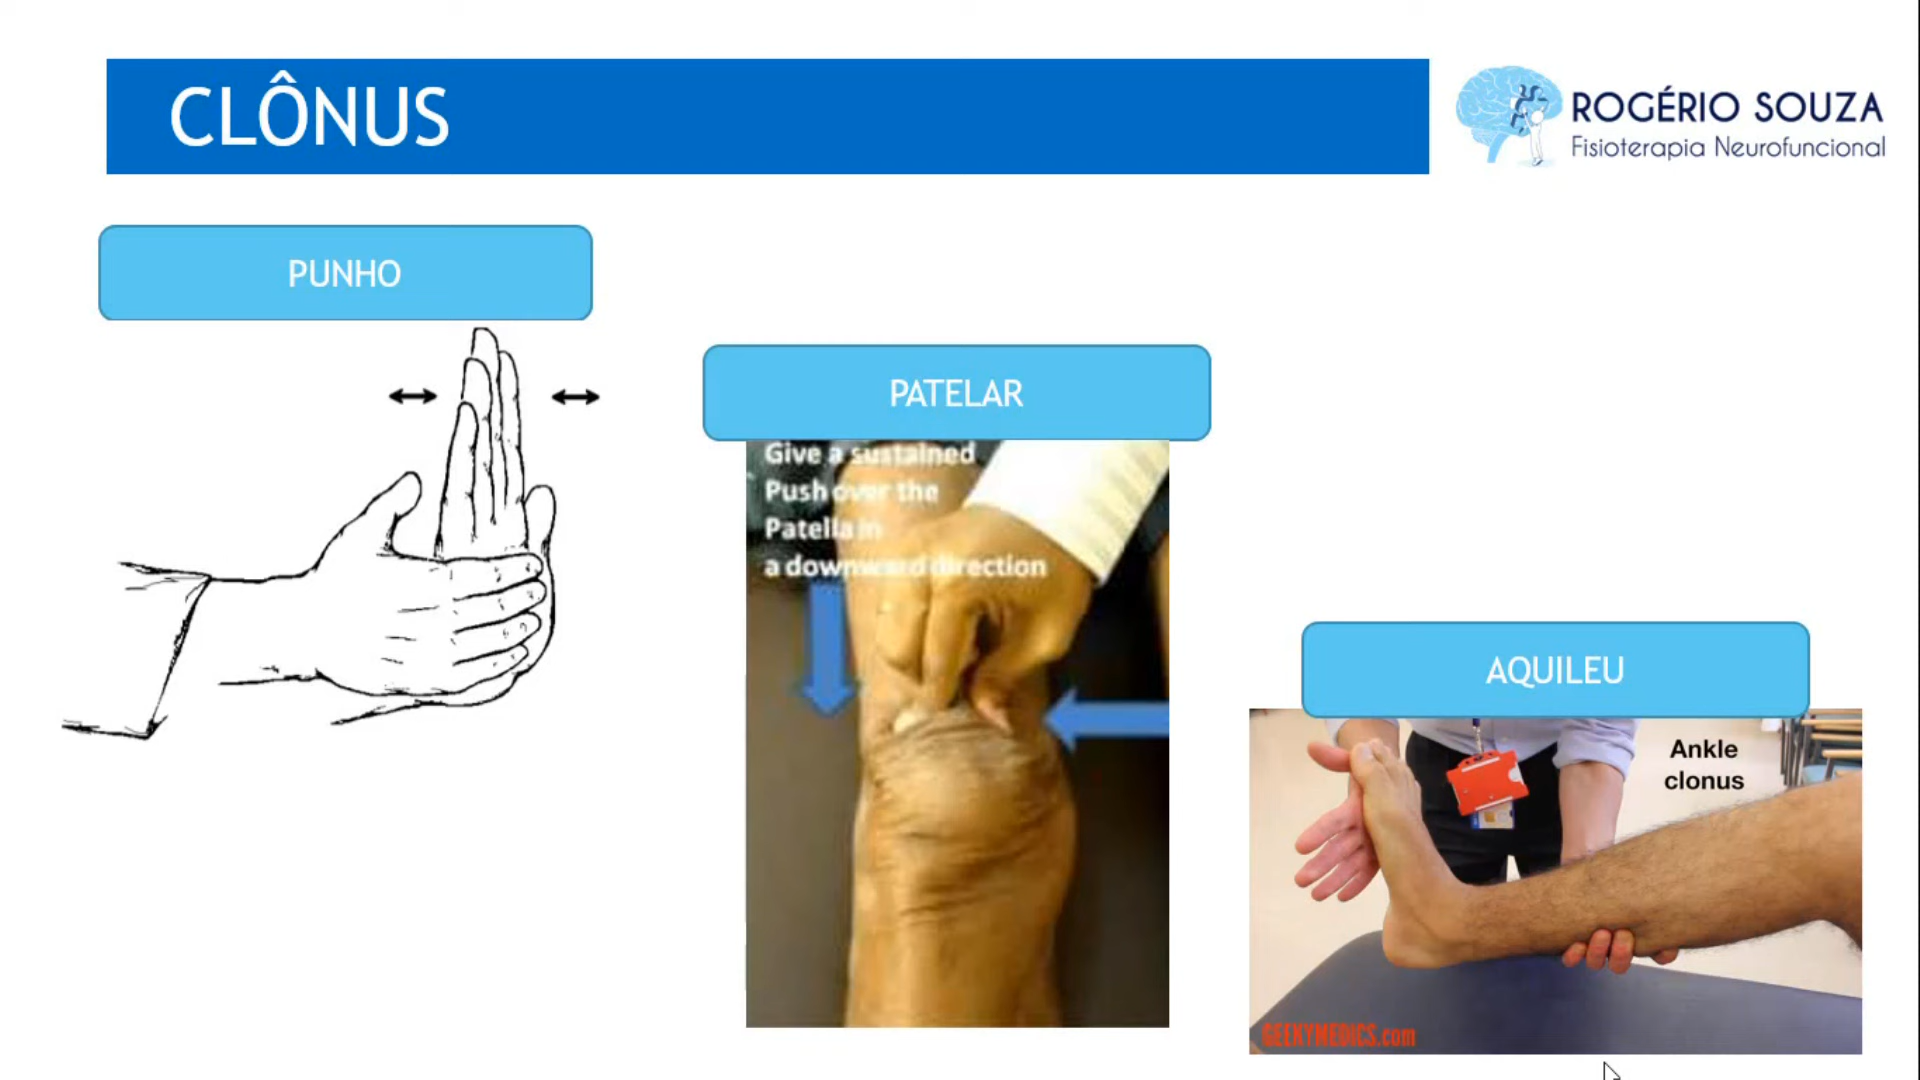 CLÔNUS
ROGÉRIO SOUZA
Fisioterapia Neurofuncional
PUNHO
PATELAR
Give a sustained
Push over the
Patella in
a downward direction
AQUILEU
Ankle
clonus
GEEKYMEDICS.com